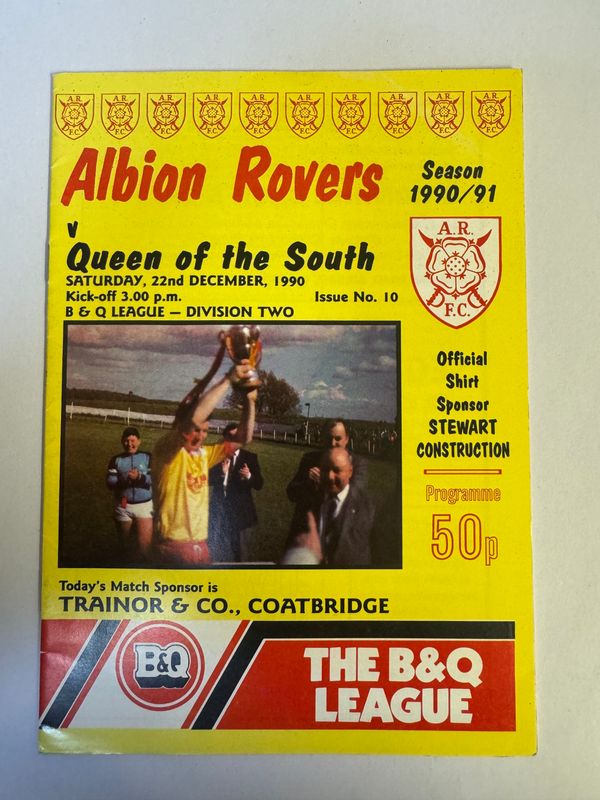 A.R. F.C. A.R. F.C. A.R. F.C. A.R. F.C. A.R. F.C. A.R. F.C. A.R. F.C. A.R. F.C. A.R. F.C. A.R. F.C.
Albion Rovers
Season
1990/91
v
Queen of the South
SATURDAY, 22nd DECEMBER, 1990
Kick-off 3.00 p.m. Issue No. 10
B & Q LEAGUE — DIVISION TWO
A.R.
F.C.
Official
Shirt
Sponsor
STEWART
CONSTRUCTION
Programme
50p
Today's Match Sponsor is
TRAINOR & CO., COATBRIDGE
B&Q
THE B&Q
LEAGUE